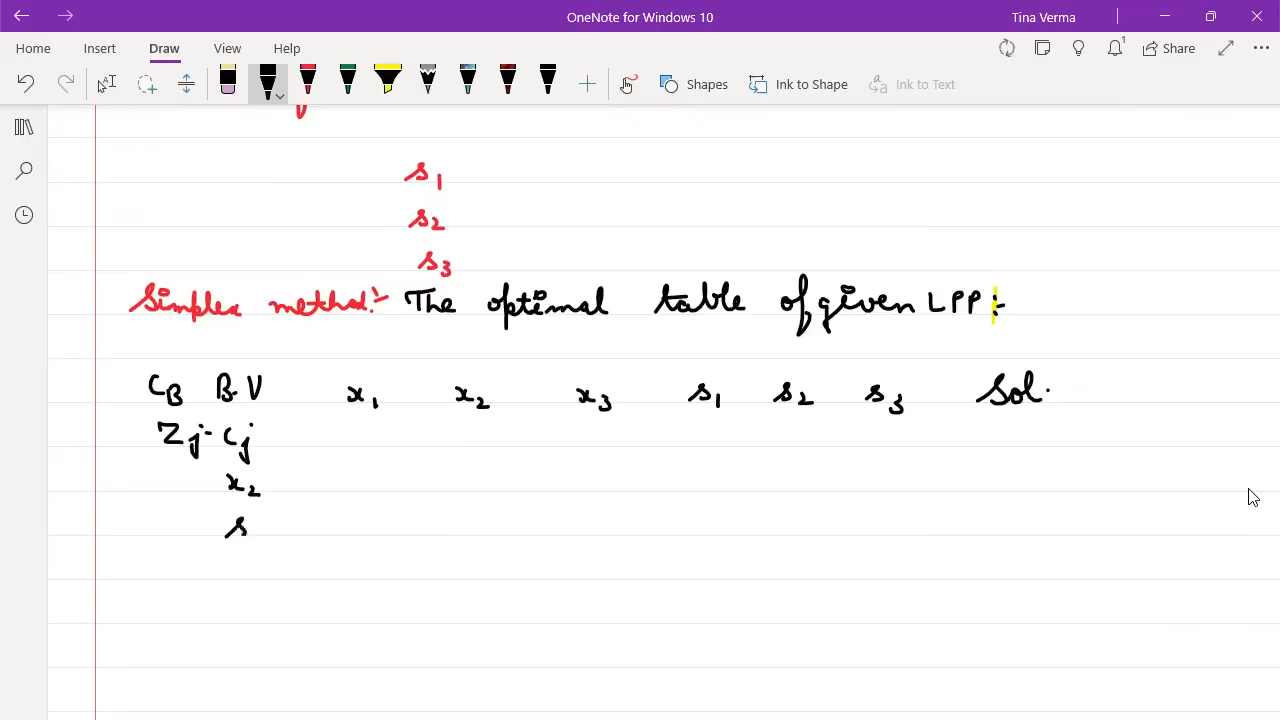 OneNote for Windows 10
Tina Verma
Home Insert Draw View Help
1
Share
Shapes Ink to Shape Ink to Text
s1
s2
s3
Simplex method:- The optimal table of given LPP:-
CB B.V x1 x2 x3 s1 s2 s3 Sol.
Zj-Cj
x2
s